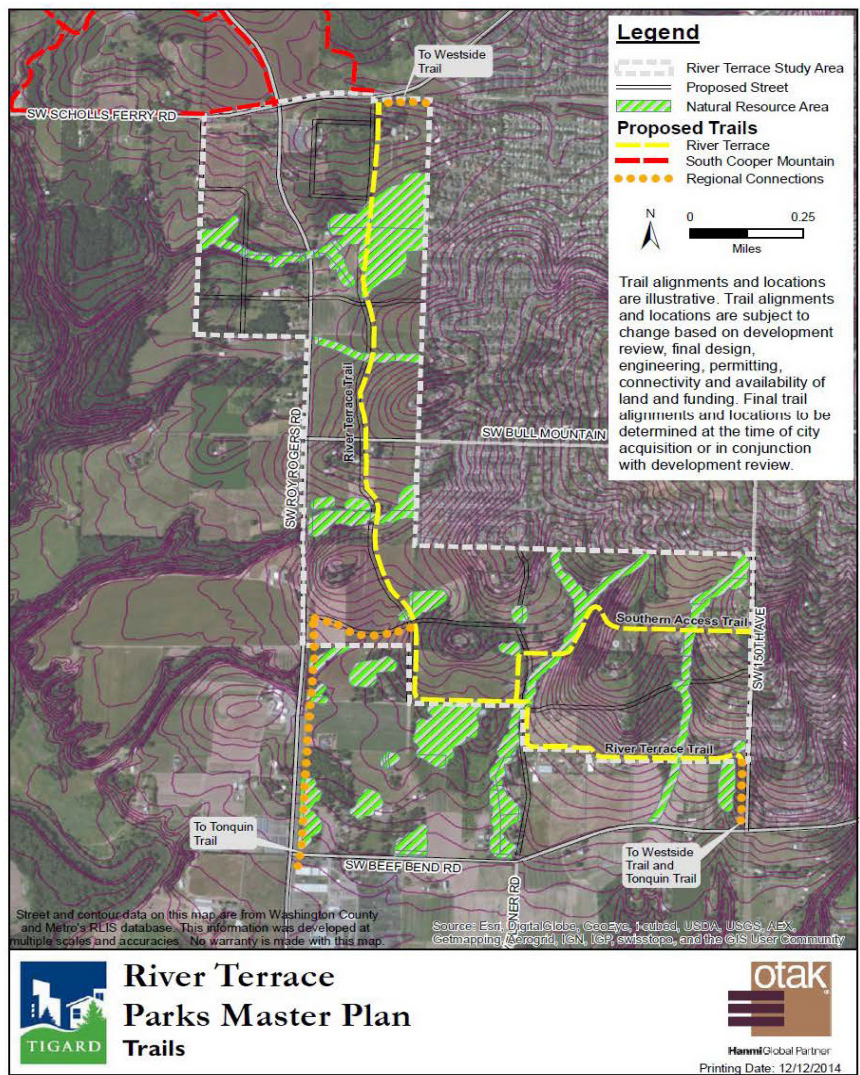 To Westside
Trail
SW SCHOLLS FERRY RD
Legend
River Terrace Study Area
Proposed Street
Natural Resource Area
Proposed Trails
River Terrace
South Cooper Mountain
Regional Connections
N
0 0.25
Miles
Trail alignments and locations
are illustrative. Trail alignments
and locations are subject to
change based on development
review, final design,
engineering, permitting,
connectivity and availability of
land and funding. Final trail
alignments and locations to be
determined at the time of city
acquisition or in conjunction
with development review.
River Terrace Trail
SW ROY ROGERS RD
SW BULL MOUNTAIN
Southern Access Trail
SW 150TH AVE
River Terrace Trail
To Tonquin
Trail
SW BEEF BEND RD
To Westside
Trail and
Tonquin Trail
RD
Street and contour data on this map are from Washington County
and Metro's RLIS database. This information was developed at
multiple scales and accuracies. No warranty is made with this map.
Source: Esri, DigitalGlobe, GeoEye, i-cubed, USDA, USGS, AEX,
Getmapping, Aerogrid, IGN, IGP, swisstopo, and the GIS User Community
TIGARD
River Terrace
Parks Master Plan
Trails
otak
HanmiGlobal Partner
Printing Date: 12/12/2014